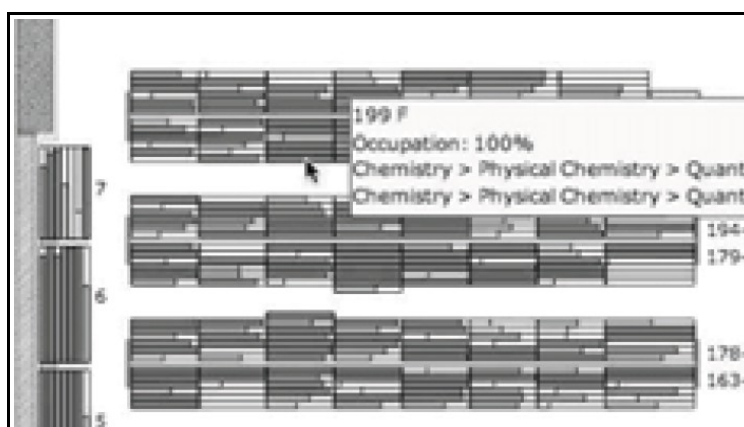 199 F
Occupation: 100%
Chemistry > Physical Chemistry > Quant
Chemistry > Physical Chemistry > Quant
7
194-
179-
6
178-
163-
5